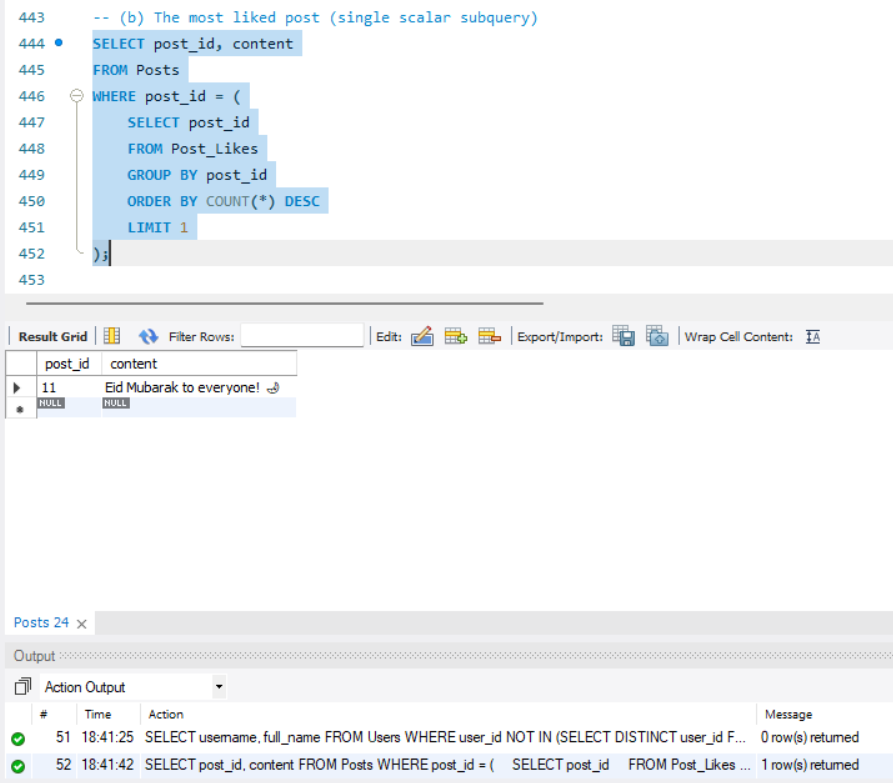 443 -- (b) The most liked post (single scalar subquery)
444 SELECT post_id, content
445 FROM Posts
446 WHERE post_id = (
447 SELECT post_id
448 FROM Post_Likes
449 GROUP BY post_id
450 ORDER BY COUNT(*) DESC
451 LIMIT 1
452 );
453
Result Grid Filter Rows: Edit: Export/Import: Wrap Cell Content: IA
post_id content
11 Eid Mubarak to everyone! 🌙
NULL NULL
Posts 24 ×
Output
Action Output
# Time Action Message
51 18:41:25 SELECT username, full_name FROM Users WHERE user_id NOT IN (SELECT DISTINCT user_id F... 0 row(s) returned
52 18:41:42 SELECT post_id, content FROM Posts WHERE post_id = ( SELECT post_id FROM Post_Likes ... 1 row(s) returned